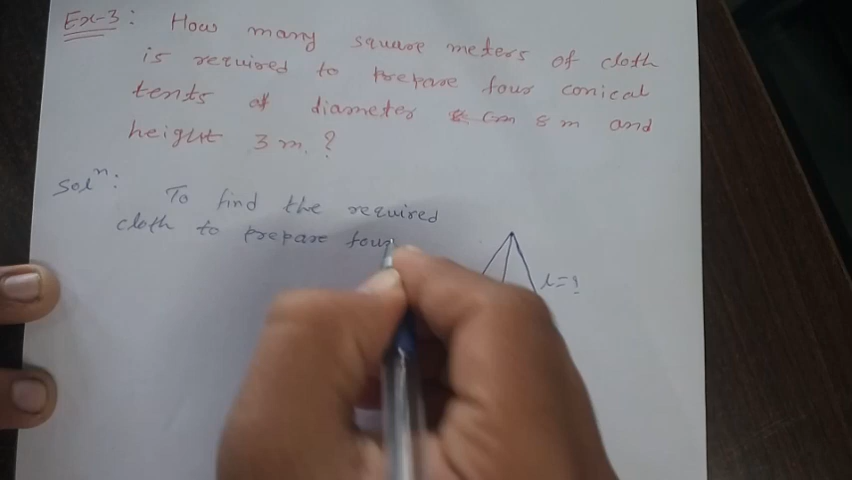 Ex-3: How many square meters of cloth
is required to prepare four conical
tents of diameter cm 8 m and
height 3 m. ?
Solⁿ: To find the required
cloth to prepare four
l=?